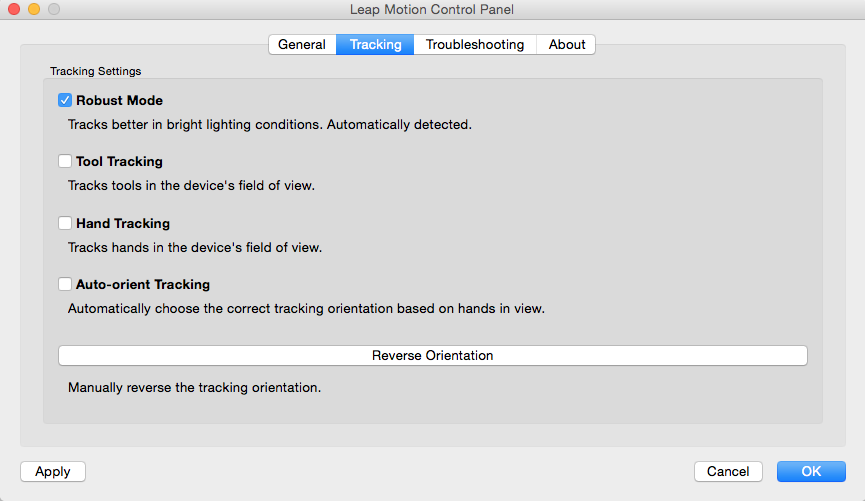 Leap Motion Control Panel
General Tracking Troubleshooting About
Tracking Settings
Robust Mode
Tracks better in bright lighting conditions. Automatically detected.
Tool Tracking
Tracks tools in the device's field of view.
Hand Tracking
Tracks hands in the device's field of view.
Auto-orient Tracking
Automatically choose the correct tracking orientation based on hands in view.
Reverse Orientation
Manually reverse the tracking orientation.
Apply Cancel OK